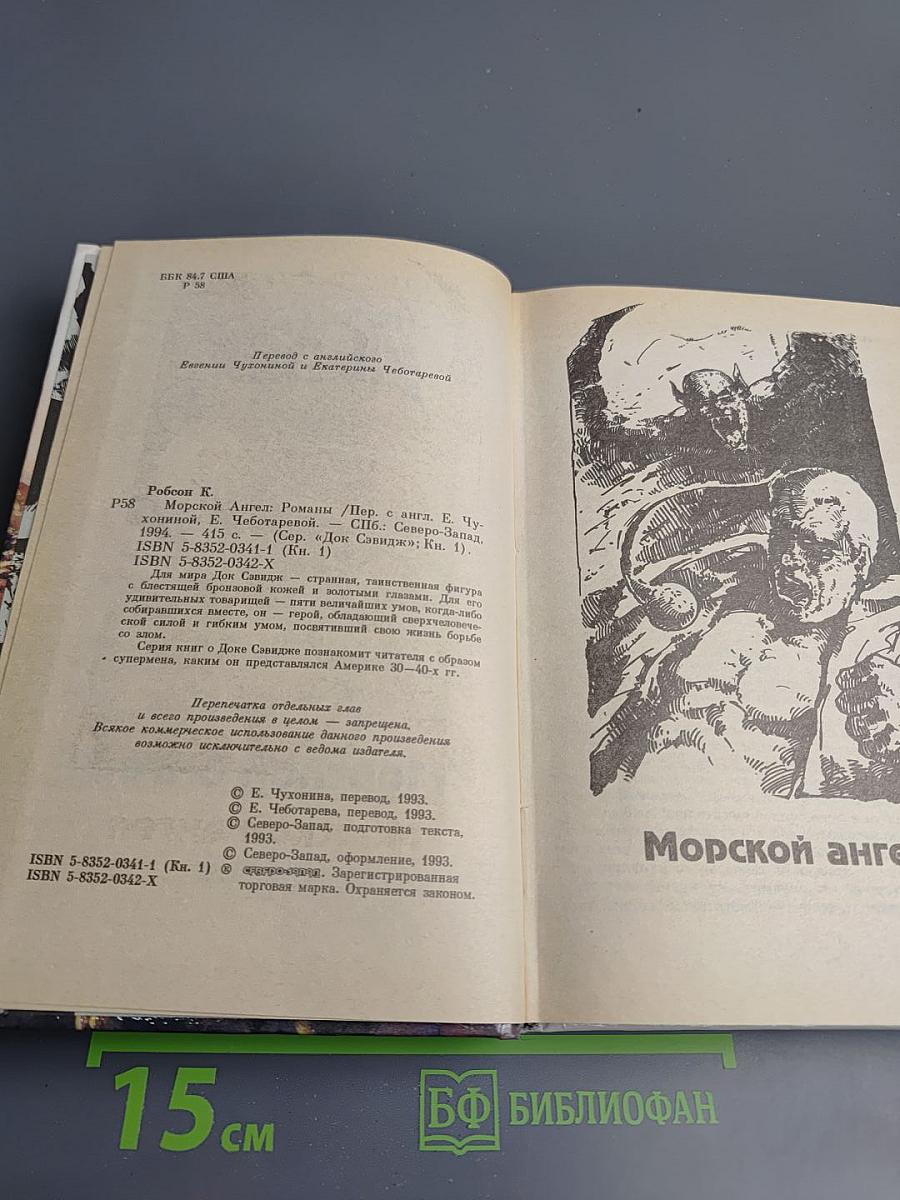 ББК 84.7 США
Р 58
Перевод с английского
Евгении Чухониной и Екатерины Чеботаревой
Робсон К.
Р58 Морской Ангел: Романы /Пер. с англ. Е. Чу-
хониной, Е. Чеботаревой. — СПб.: Северо-Запад,
1994. — 415 с. — (Сер. «Док Сэвидж»; Кн. 1).
ISBN 5-8352-0341-1 (Кн. 1)
ISBN 5-8352-0342-X
Для мира Док Сэвидж — странная, таинственная фигура
с блестящей бронзовой кожей и золотыми глазами. Для его
удивительных товарищей — пяти величайших умов, когда-либо
собиравшихся вместе, он — герой, обладающий сверхчеловече-
ской силой и гибким умом, посвятивший свою жизнь борьбе
со злом.
Серия книг о Доке Сэвидже познакомит читателя с образом
супермена, каким он представлялся Америке 30—40-х гг.
Перепечатка отдельных глав
и всего произведения в целом — запрещена.
Всякое коммерческое использование данного произведения
возможно исключительно с ведома издателя.
© Е. Чухонина, перевод, 1993.
© Е. Чеботарева, перевод, 1993.
© Северо-Запад, подготовка текста,
1993.
© Северо-Запад, оформление, 1993.
® северо-запад. Зарегистрированная
торговая марка. Охраняется законом.
ISBN 5-8352-0341-1 (Кн. 1)
ISBN 5-8352-0342-X
Морской анге
15 см
БФ БИБЛИОФАН